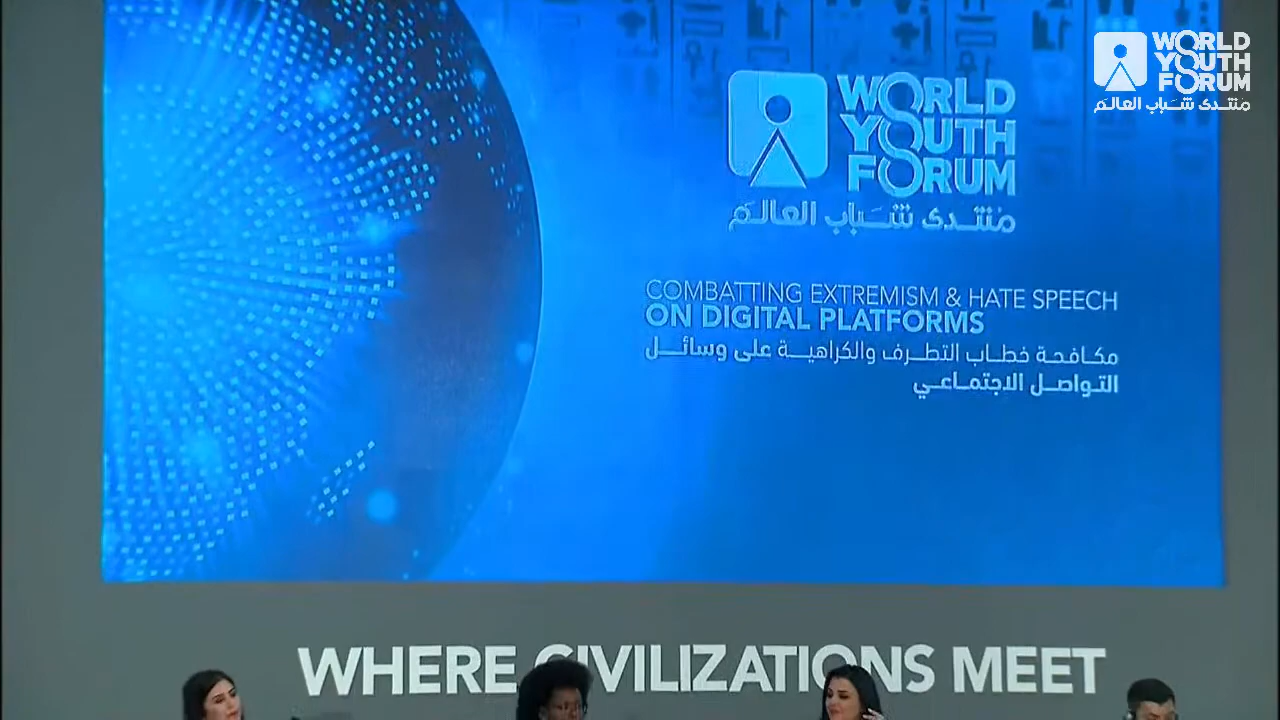 WORLD
YOUTH
FORUM
منتدى شباب العالم
WORLD
YOUTH
FORUM
منتدى شباب العالم
COMBATTING EXTREMISM & HATE SPEECH
ON DIGITAL PLATFORMS
مكافحة خطاب التطرف والكراهية على وسائل
التواصل الاجتماعي
WHERE CIVILIZATIONS MEET